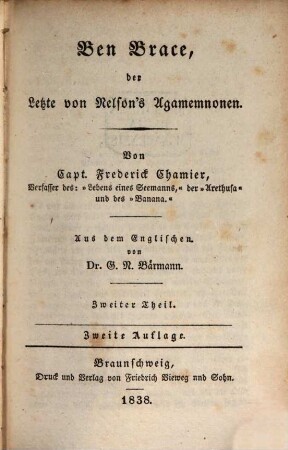 Ben Brace,
der
Letzte von Nelson's Agamemnonen.
Von
Capt. Frederick Chamier,
Verfasser des: »Lebens eines Seemanns,« der »Arethusa«
und des »Banana.«
Aus dem Englischen
von
Dr. G. N. Bärmann.
Zweiter Theil.
Zweite Auflage.
Braunschweig,
Druck und Verlag von Friedrich Vieweg und Sohn.
1838.